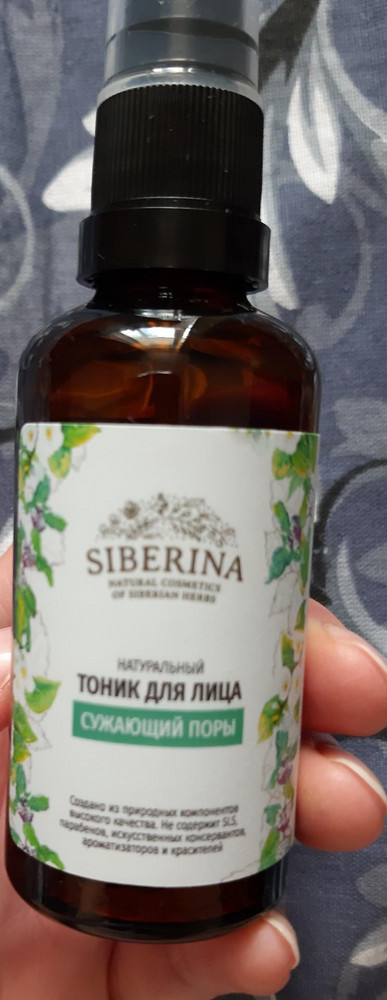 SIBERINA
NATURAL COSMETICS
OF SIBERIAN HERBS
НАТУРАЛЬНЫЙ
ТОНИК ДЛЯ ЛИЦА
СУЖАЮЩИЙ ПОРЫ
Создано из природных компонентов
высокого качества. Не содержит SLS,
парабенов, искусственных консервантов,
ароматизаторов и красителей